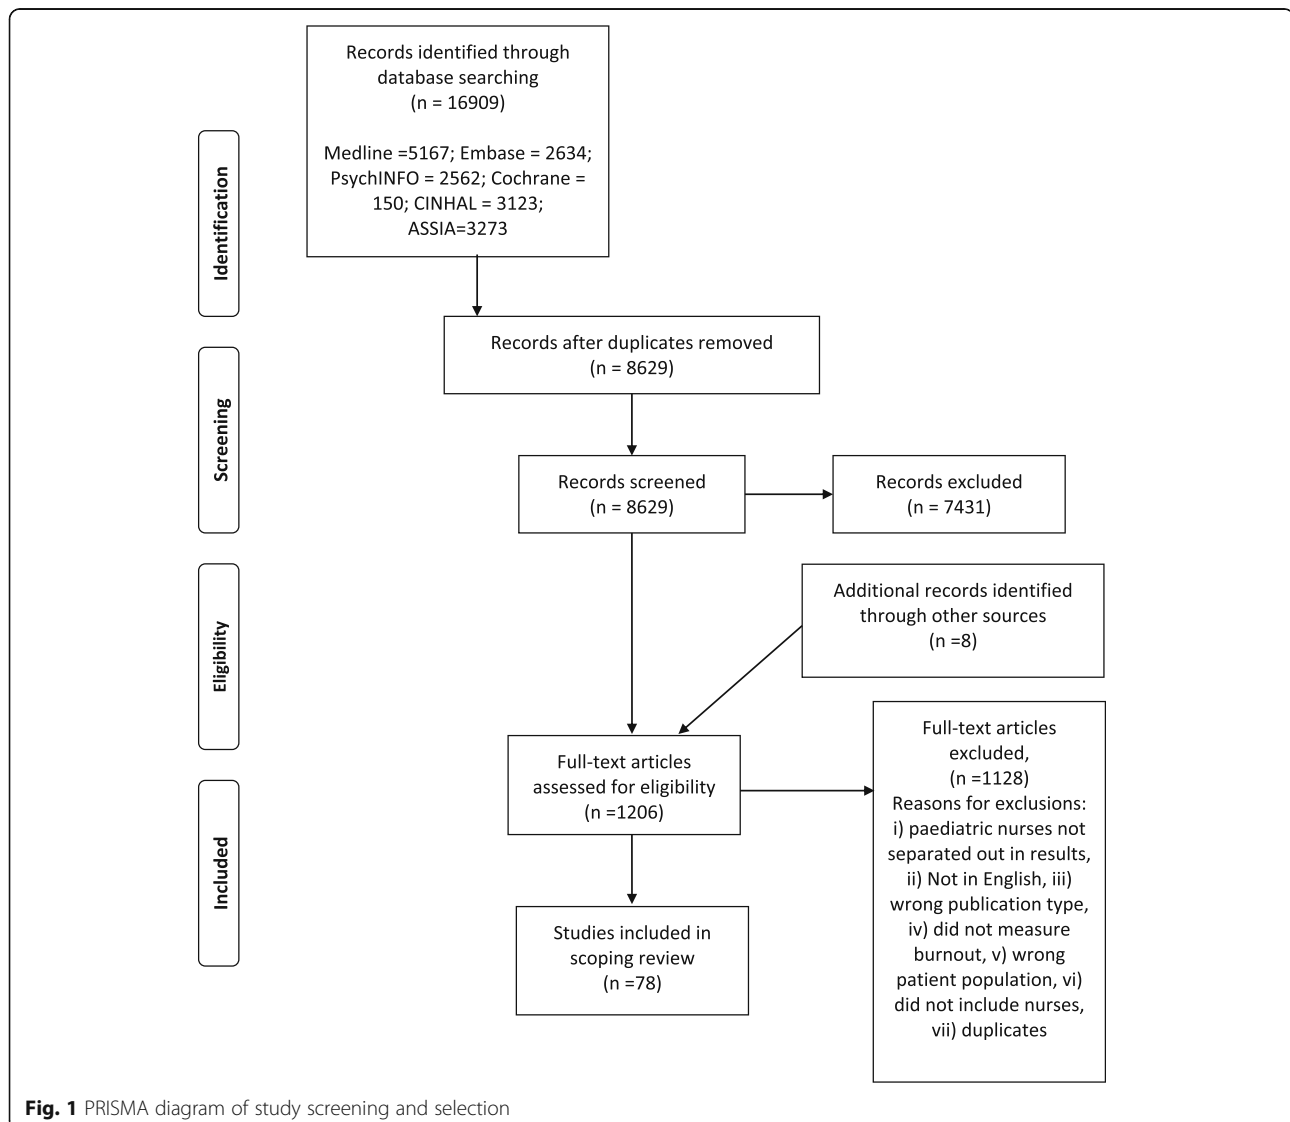 Records identified through
database searching
(n = 16909)
Medline =5167; Embase = 2634;
PsychINFO = 2562; Cochrane =
150; CINHAL = 3123;
ASSIA=3273
Identification
Records after duplicates removed
(n = 8629)
Screening
Records screened
(n = 8629)
Records excluded
(n = 7431)
Eligibility
Additional records identified
through other sources
(n =8)
Full-text articles
assessed for eligibility
(n =1206)
Full-text articles
excluded,
(n =1128)
Reasons for exclusions:
i) paediatric nurses not
separated out in results,
ii) Not in English, iii)
wrong publication type,
iv) did not measure
burnout, v) wrong
patient population, vi)
did not include nurses,
vii) duplicates
Included
Studies included in
scoping review
(n =78)
Fig. 1 PRISMA diagram of study screening and selection